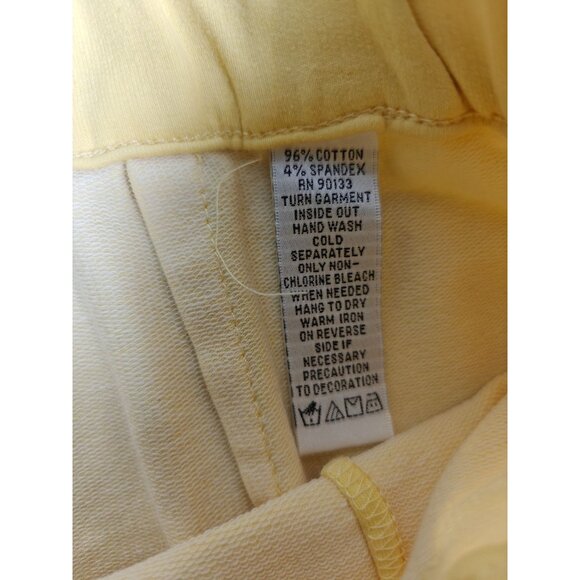 96% COTTON
4% SPANDEX
RN 90133
TURN GARMENT
INSIDE OUT
HAND WASH
COLD
SEPARATELY
ONLY NON-
CHLORINE BLEACH
WHEN NEEDED
HANG TO DRY
WARM IRON
ON REVERSE
SIDE IF
NECESSARY
PRECAUTION
TO DECORATION